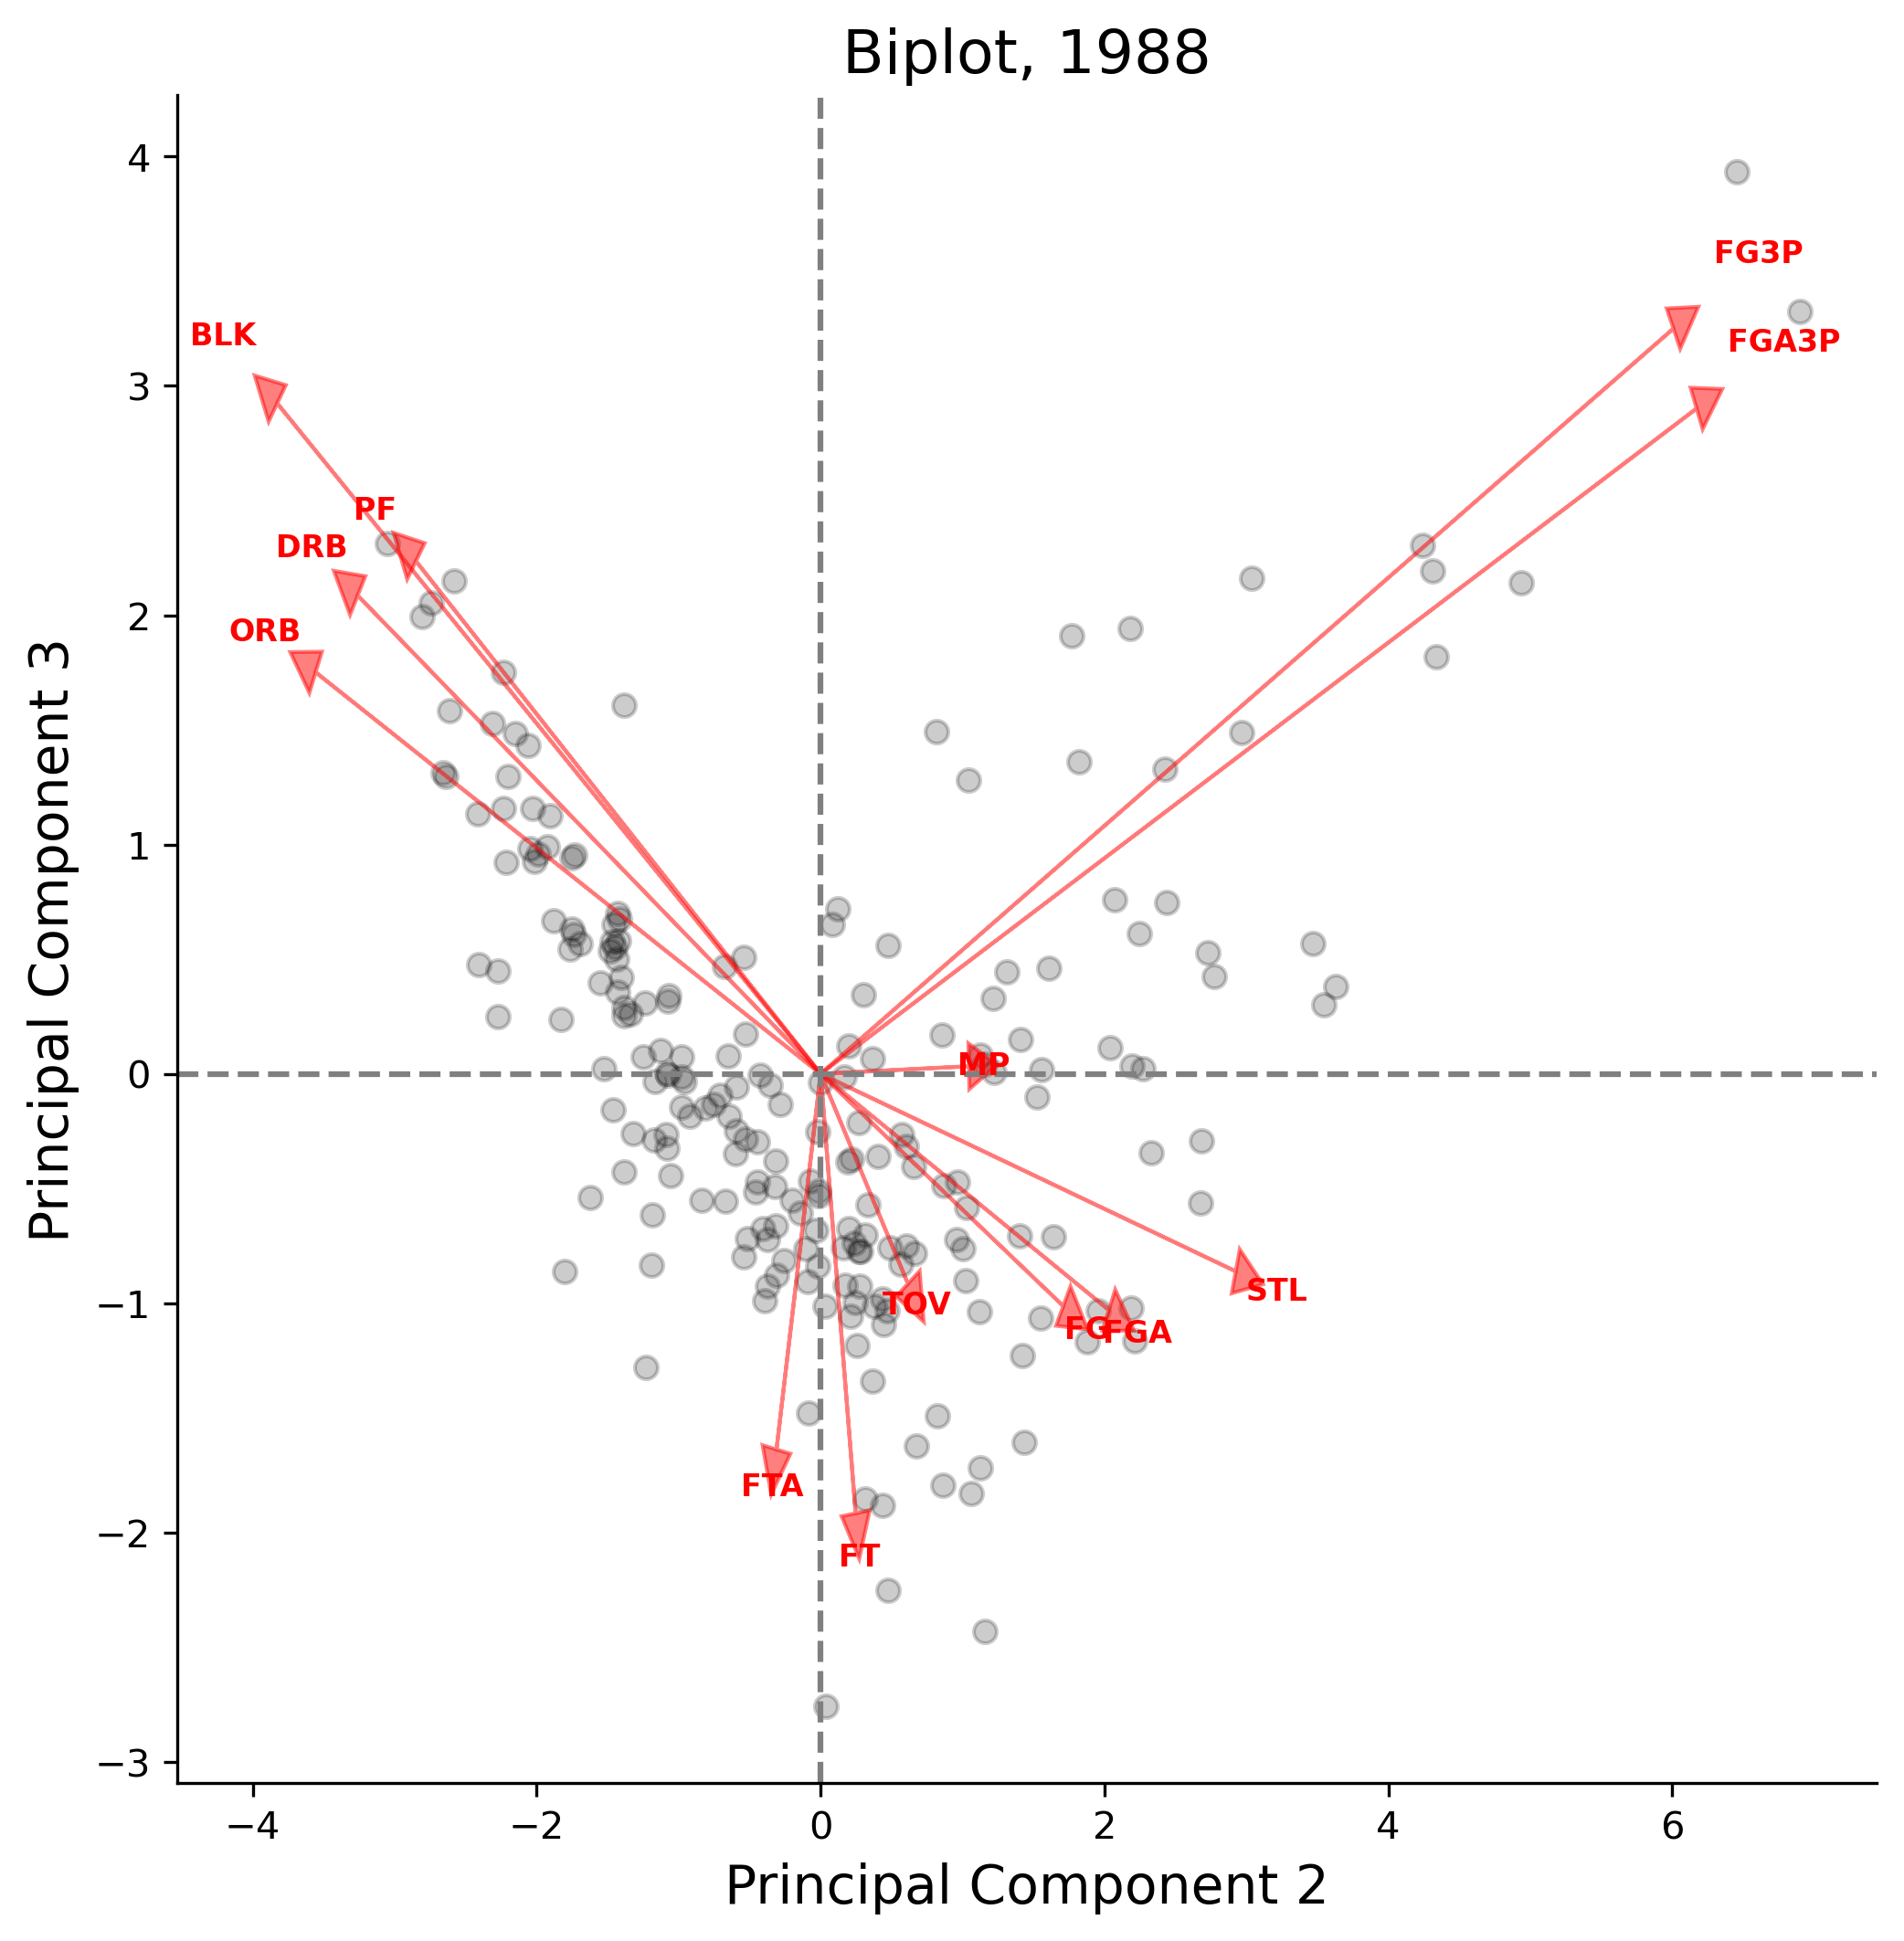 Biplot, 1988
4
FG3P
FGA3P
BLK
3
PF
DRB
2
ORB
Principal Component 3
1
MP
0
STL
TOV
−1
FG
FGA
FTA
−2
FT
−3
−4
−2
0
2
4
6
Principal Component 2